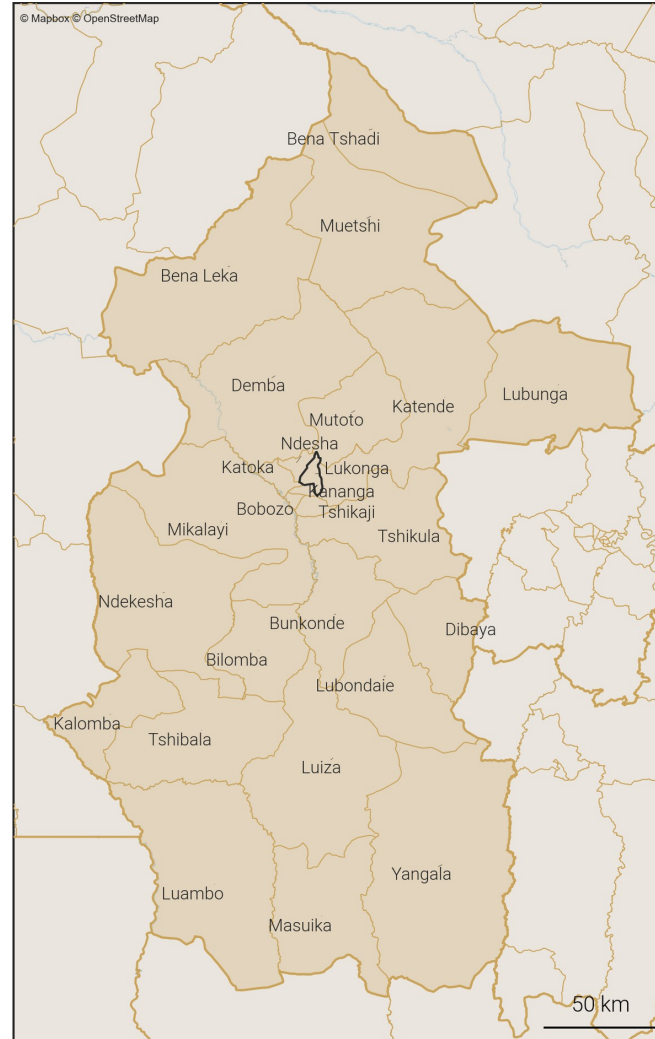 © Mapbox © OpenStreetMap
Bena Tshadi
Muetshi
Bena Leka
Demba
Lubunga
Katende
Mutoto
Ndesha
Katoka
Lukonga
Kananga
Bobozo
Tshikaji
Mikalayi
Tshikula
Ndekesha
Bunkonde
Dibaya
Bilomba
Lubondaie
Kalomba
Tshibala
Luiza
Yangala
Luambo
Masuika
50 km